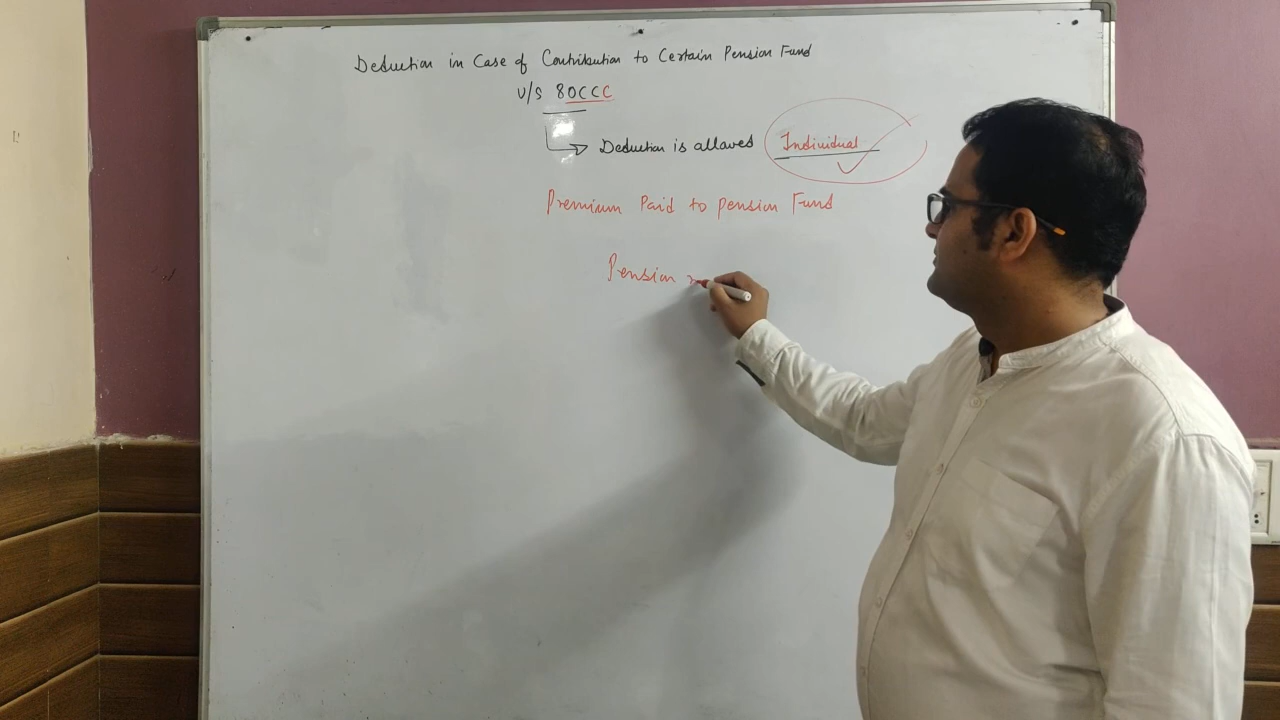 Deduction in Case of Contribution to Certain Pension Fund
U/S 80CCC
Deduction is allowed Individual
Premium Paid to pension Fund
Pension